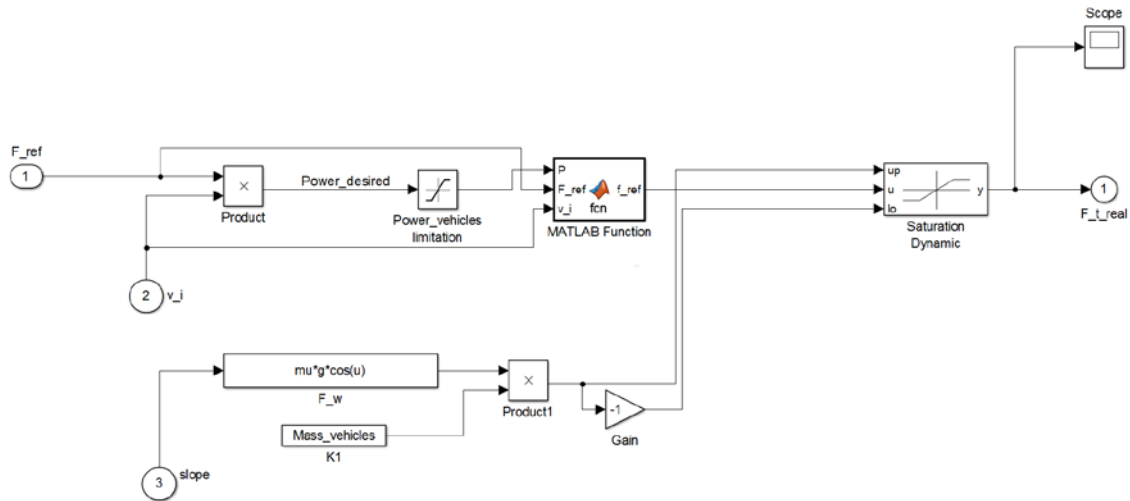 Scope
F_ref
1
×
Product
Power_desired
Power_vehicles
limitation
P
F_ref
v_i
f_ref
fcn
MATLAB Function
up
u
lo
y
Saturation
Dynamic
1
F_t_real
2
v_i
mu*g*cos(u)
F_w
Mass_vehicles
K1
×
Product1
-1
Gain
3
slope